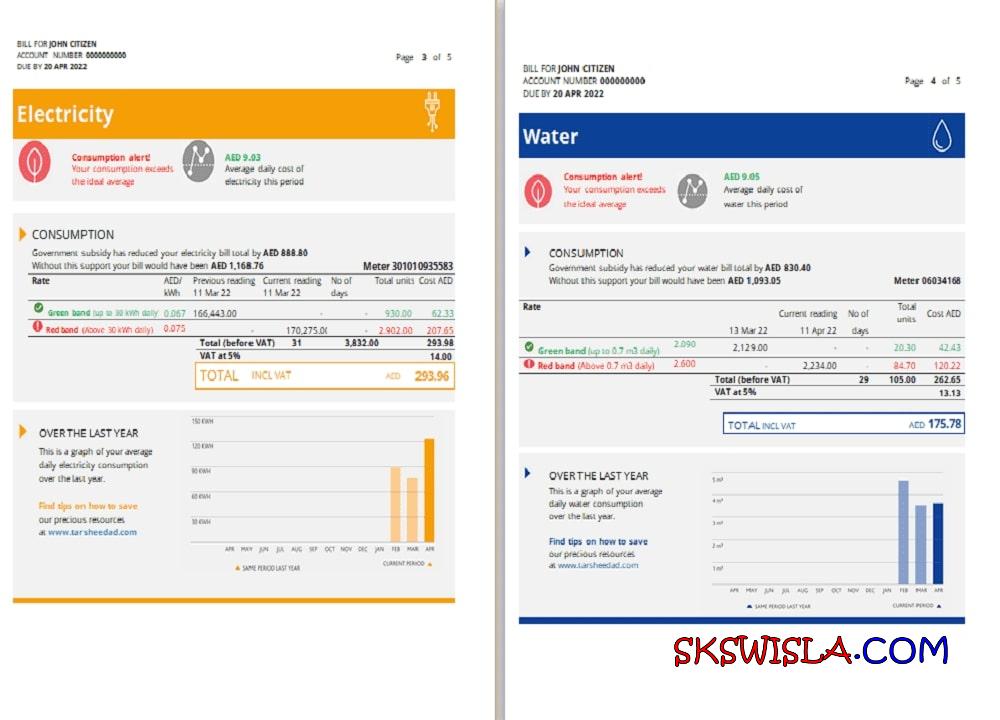 BILL FOR JOHN CITIZEN
ACCOUNT NUMBER 0000000000
DUE BY 20 APR 2022
Page 3 of 5
Electricity
Consumption alert!
Your consumption exceeds
the ideal average
AED 9.03
Average daily cost of
electricity this period
CONSUMPTION
Government subsidy has reduced your electricity bill total by AED 888.80
Without this support your bill would have been AED 1,168.76 Meter 301010935583
Rate AED/ Previous reading Current reading No of Total units Cost AED
kWh 11 Mar 22 11 Mar 22 days
Green band (up to 30 kWh daily) 0.067 166,443.00 - - 930.00 62.33
Red band (Above 30 kWh daily) 0.075 - 170,275.00 - 2.902.00 207.65
Total (before VAT) 31 3,832.00 293.98
VAT at 5% 14.00
TOTAL INCL VAT AED 293.96
OVER THE LAST YEAR
This is a graph of your average
daily electricity consumption
over the last year.
Find tips on how to save
our precious resources
at www.tarsheedad.com
150 KWH
120 KWH
90 KWH
60 KWH
30 KWH
APR MAY JUN JUL AUG SEP OCT NOV DEC JAN FEB MAR APR
SAME PERIOD LAST YEAR
CURRENT PERIOD
BILL FOR JOHN CITIZEN
ACCOUNT NUMBER 000000000
DUE BY 20 APR 2022
Page 4 of 5
Water
Consumption alert!
Your consumption exceeds
the ideal average
AED 9.05
Average daily cost of
water this period
CONSUMPTION
Government subsidy has reduced your water bill total by AED 830.40
Without this support your bill would have been AED 1,093.05 Meter 06034168
Rate Current reading No of Total units Cost AED
13 Mar 22 11 Apr 22 days
Green band (up to 0.7 m3 daily) 2.090 2,129.00 - - 20.30 42.43
Red band (Above 0.7 m3 daily) 2.600 - 2,234.00 - 84.70 120.22
Total (before VAT) 29 105.00 262.65
VAT at 5% 13.13
TOTAL INCL VAT AED 175.78
OVER THE LAST YEAR
This is a graph of your average
daily water consumption
over the last year.
Find tips on how to save
our precious resources
at www.tarsheedad.com
5 m³
4 m³
3 m³
2 m³
1 m³
APR MAY JUN JUL AUG SEP OCT NOV DEC JAN FEB MAR APR
SAME PERIOD LAST YEAR
CURRENT PERIOD
SKSWISLA.COM